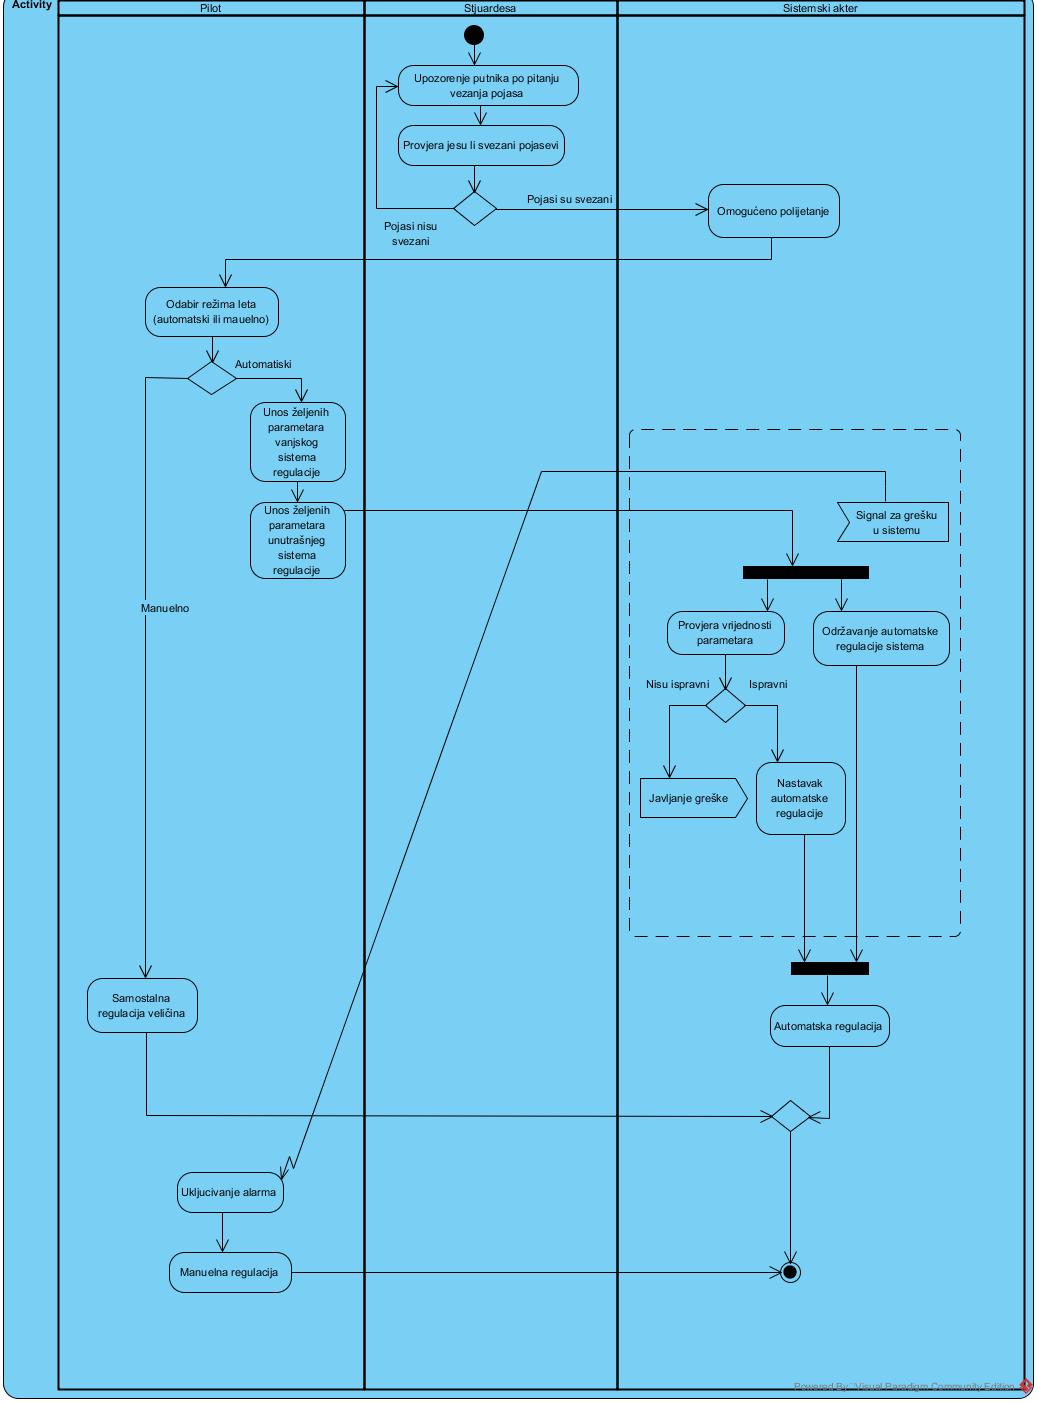 Activity
Pilot
Stjuardesa
Sistemski akter
Upozorenje putnika po pitanju
vezanja pojasa
Provjera jesu li svezani pojasevi
Pojasi su svezani
Pojasi nisu
svezani
Omogućeno polijetanje
Odabir režima leta
(automatski ili mauelno)
Automatiski
Unos željenih
parametara
vanjskog
sistema
regulacije
Unos željenih
parametara
unutrašnjeg
sistema
regulacije
Signal za grešku
u sistemu
Manuelno
Provjera vrijednosti
parametara
Održavanje automatske
regulacije sistema
Nisu ispravni
Ispravni
Javljanje greške
Nastavak
automatske
regulacije
Samostalna
regulacija veličina
Automatska regulacija
Ukljucivanje alarma
Manuelna regulacija
Powered By Visual Paradigm Community Edition